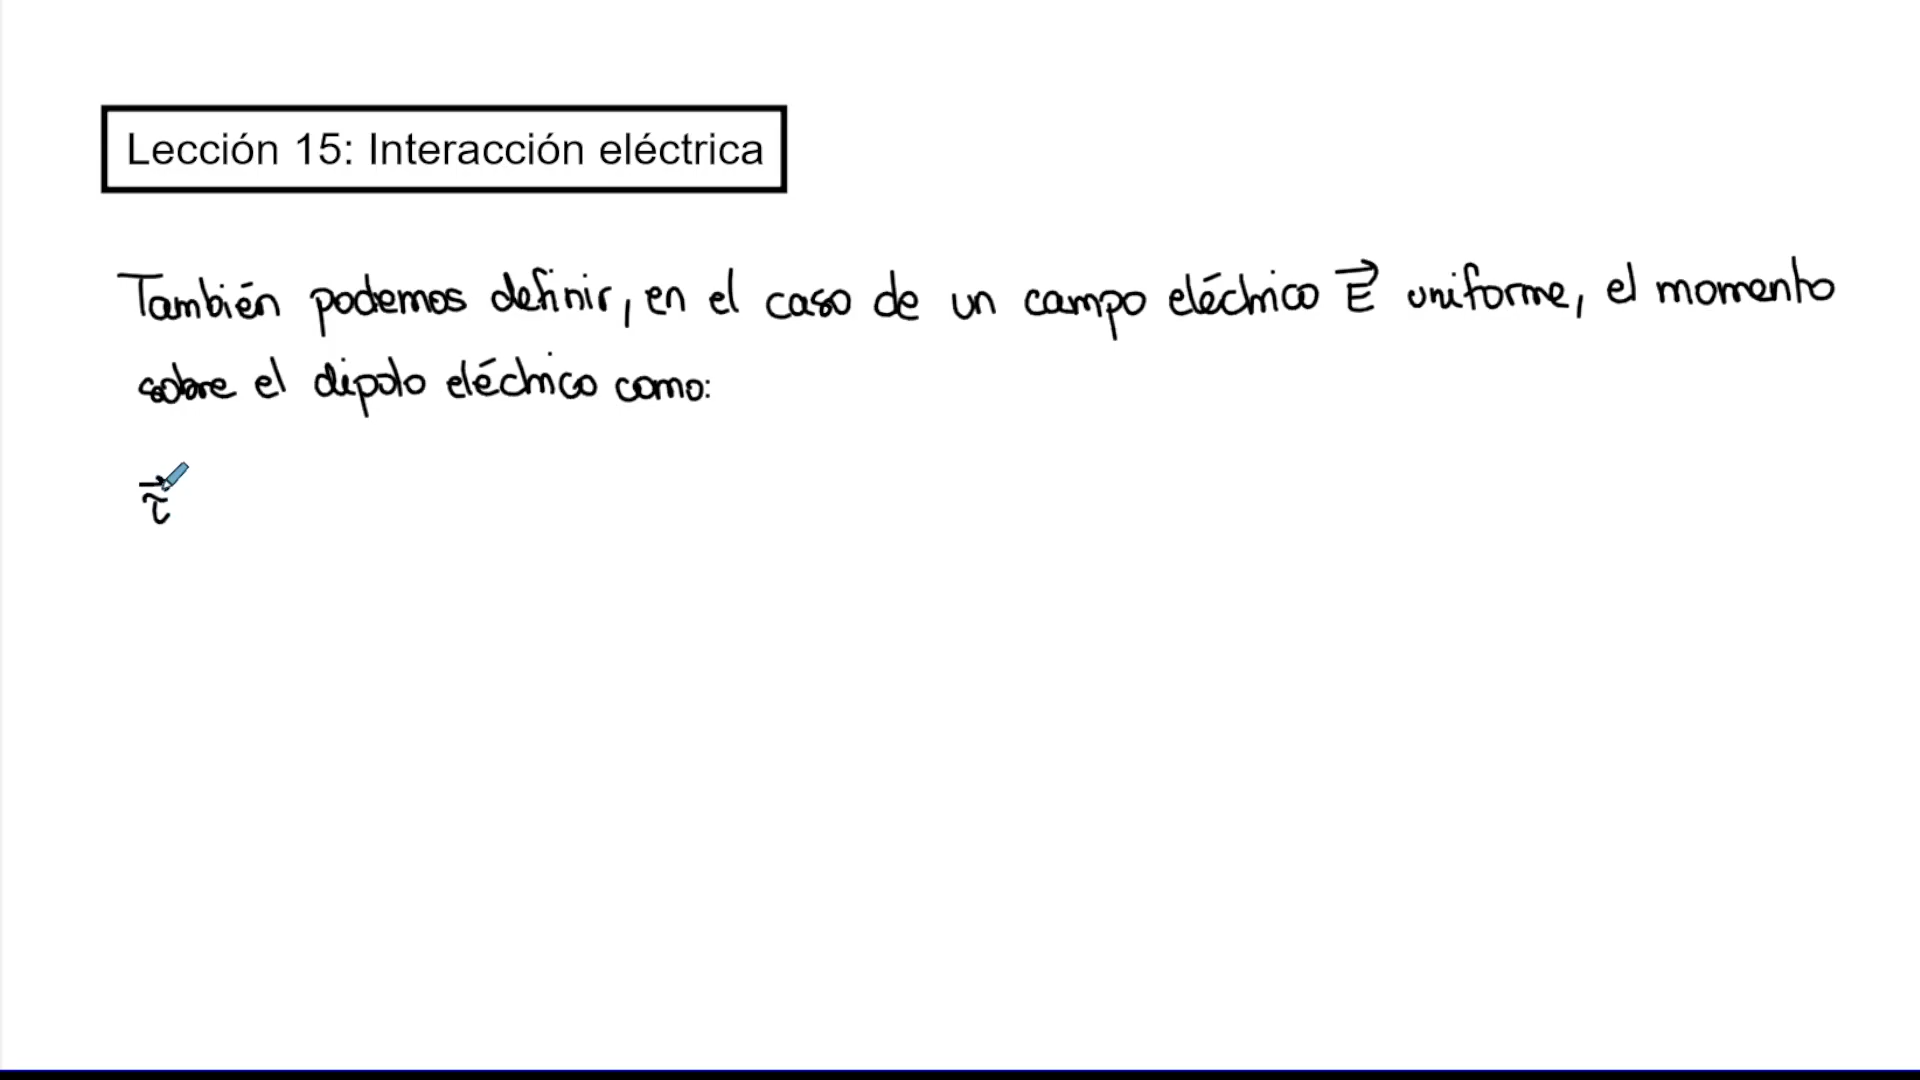 Lección 15: Interacción eléctrica
También podemos definir, en el caso de un campo eléctrico E⃗ uniforme, el momento
sobre el dipolo eléctrico como:
τ⃗